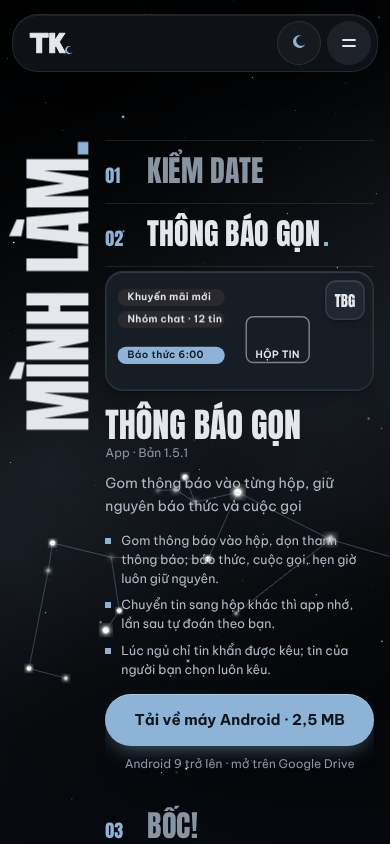 TK
MÌNH LÀM.
01 KIỂM DATE
02 THÔNG BÁO GỌN.
Khuyến mãi mới
Nhóm chat · 12 tin
Báo thức 6:00
HỘP TIN
TBG
THÔNG BÁO GỌN
App · Bản 1.5.1
Gom thông báo vào từng hộp, giữ
nguyên báo thức và cuộc gọi
Gom thông báo vào hộp, dọn thanh
thông báo; báo thức, cuộc gọi, hẹn giờ
luôn giữ nguyên.
Chuyển tin sang hộp khác thì app nhớ,
lần sau tự đoán theo bạn.
Lúc ngủ chỉ tin khẩn được kêu; tin của
người bạn chọn luôn kêu.
Tải về máy Android · 2,5 MB
Android 9 trở lên · mở trên Google Drive
03 BỐC!